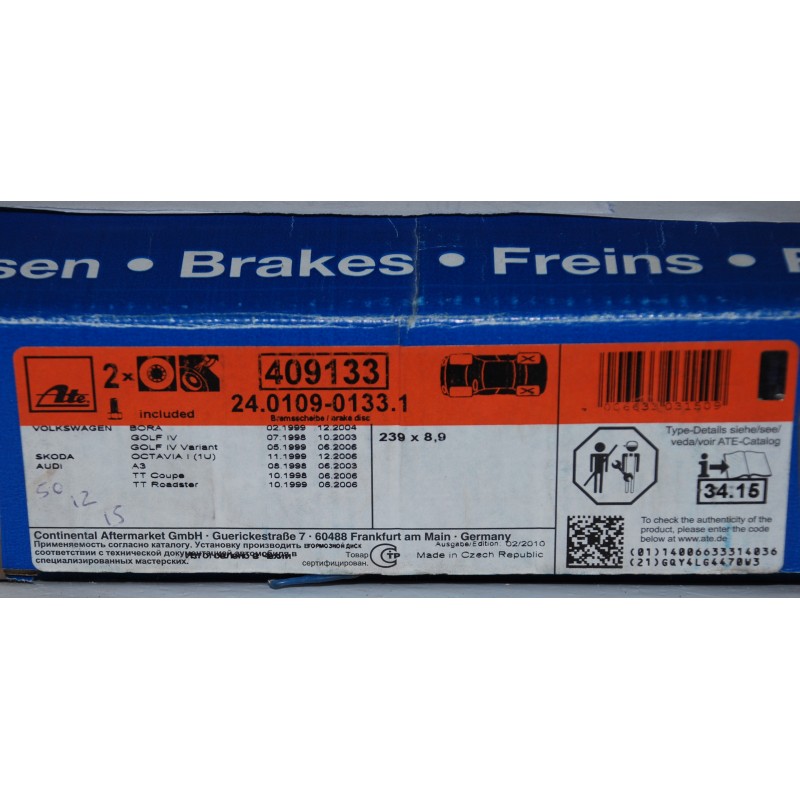 sen • Brakes • Freins •
Ate 2× 409133
included 24.0109-0133.1
Bremsscheibe / brake disc
VOLKSWAGEN BORA 02.1999 12.2004
GOLF IV 07.1998 10.2003
GOLF IV Variant 05.1999 06.2006
SKODA OCTAVIA I (1U) 11.1999 12.2006
AUDI A3 08.1998 06.2003
TT Coupe 10.1998 06.2006
TT Roadster 10.1999 06.2006
239 x 8,9
50 12 15
Type-Details siehe/see/
veda/voir ATE-Catalog
i
34.15
To check the authenticity of the
product, please enter the code
below at www.ate.de
(01)14006633314036
(21)GQY4LG4470W3
Continental Aftermarket GmbH · Guerickestraße 7 · 60488 Frankfurt am Main · Germany
Применяемость согласно каталогу. Установку производить ТОРМОЗНОЙ ДИСК
соответствии с технической документацией автомобиля в
специализированных мастерских.
Товар
сертифицирован.
Ausgabe/Edition: 02/2010
Made in Czech Republic